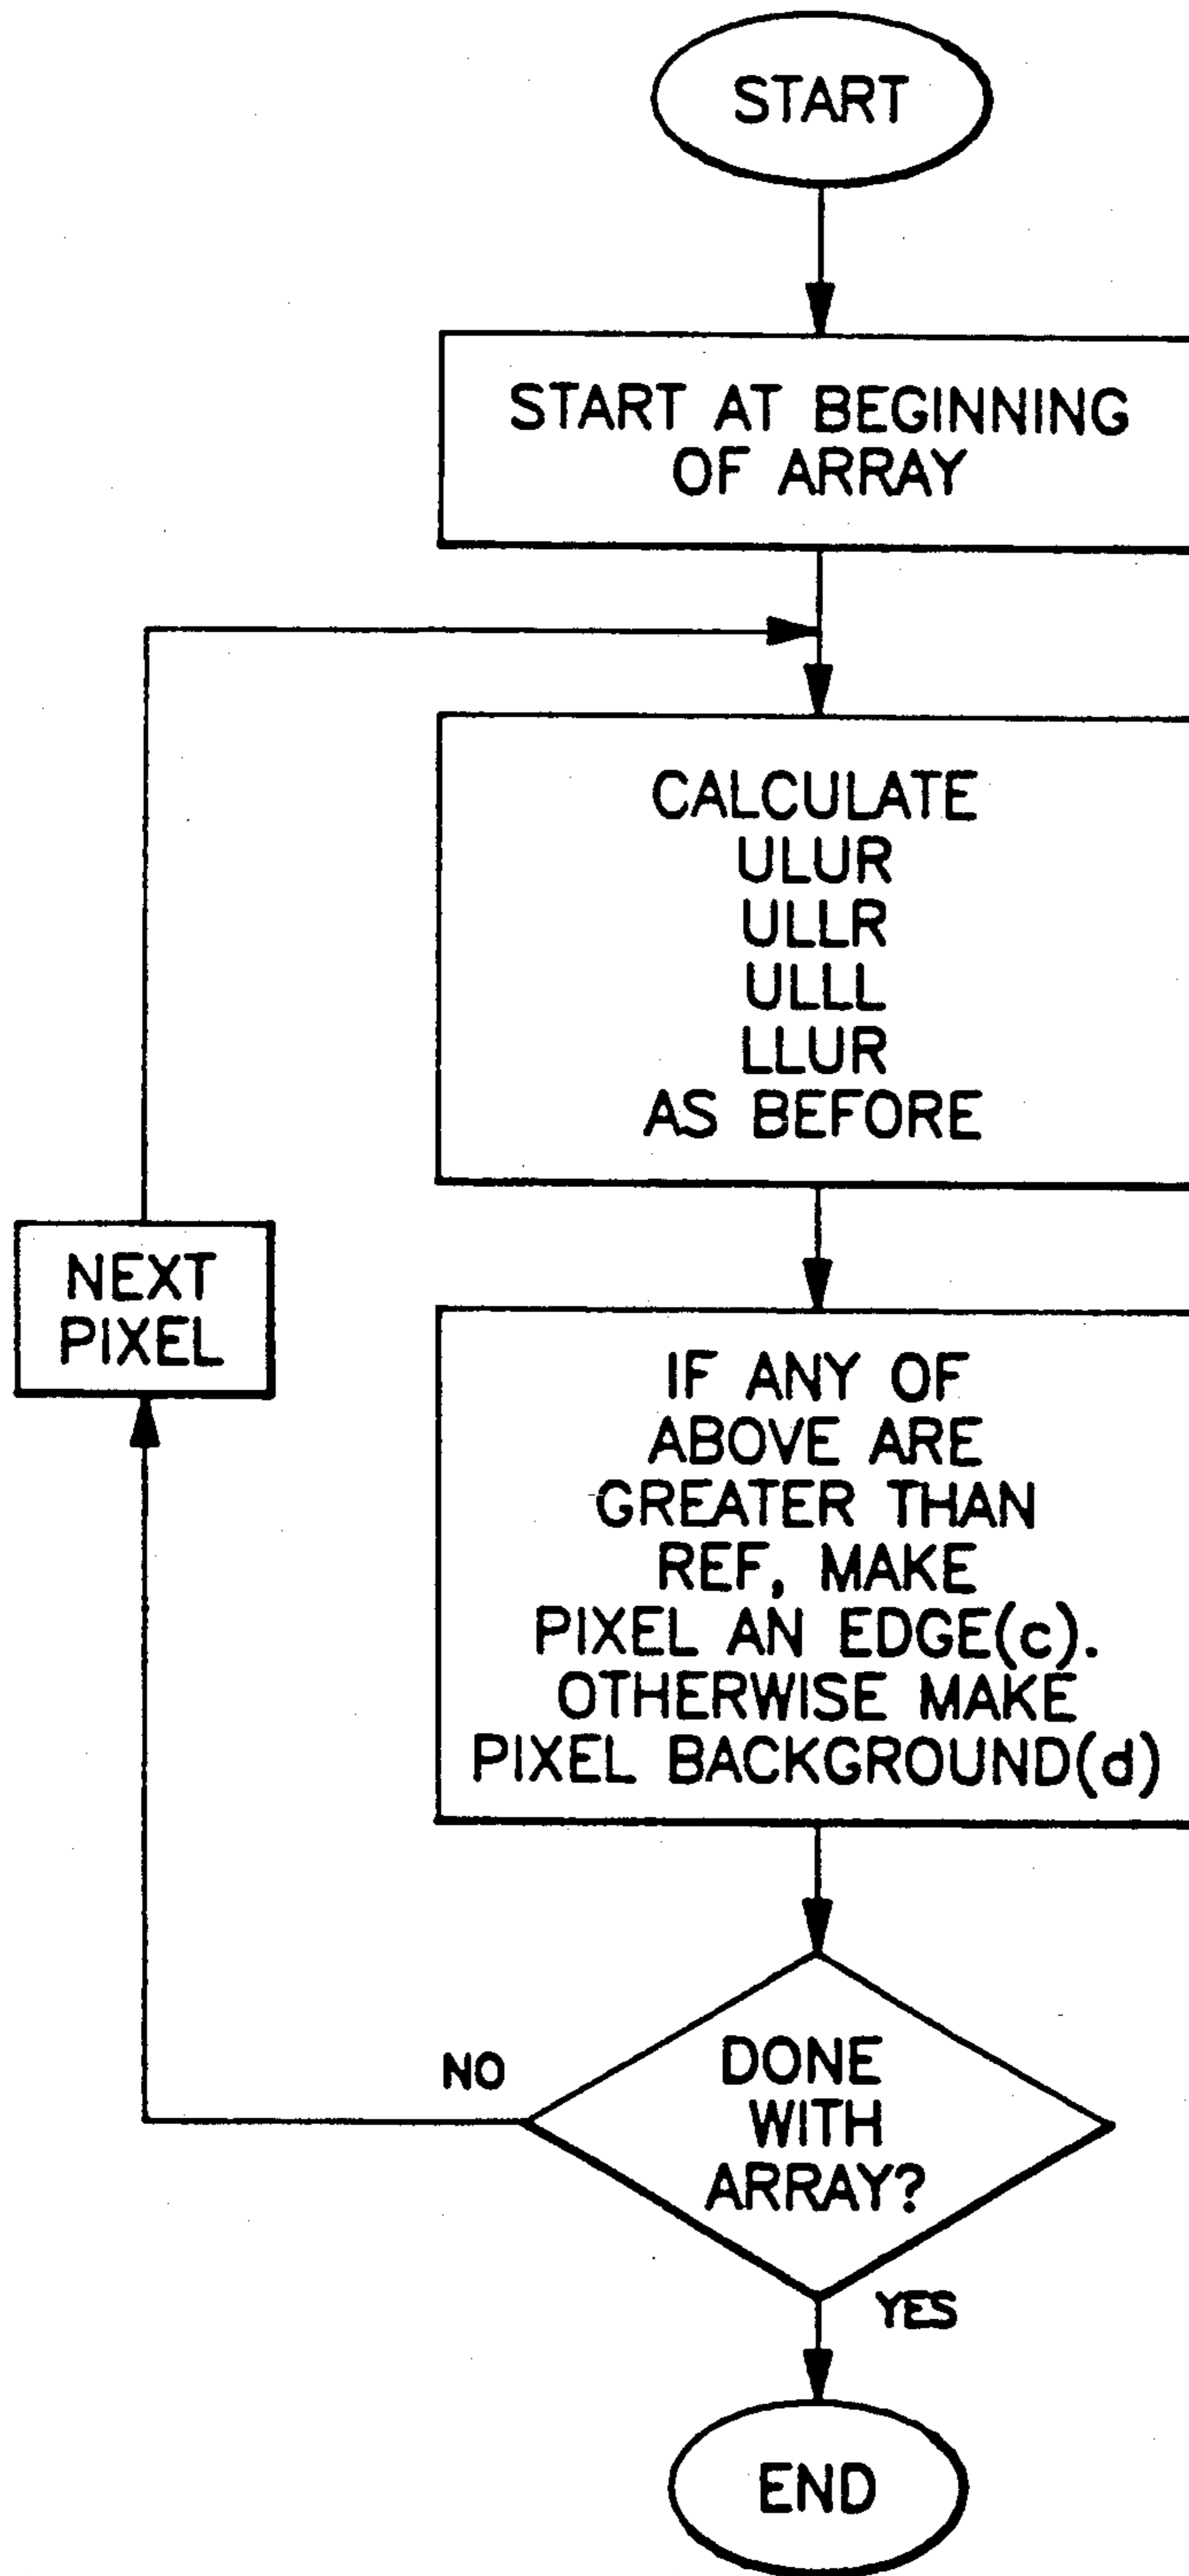 START
START AT BEGINNING
OF ARRAY
CALCULATE
ULUR
ULLR
ULLL
LLUR
AS BEFORE
NEXT
PIXEL
IF ANY OF
ABOVE ARE
GREATER THAN
REF, MAKE
PIXEL AN EDGE(c).
OTHERWISE MAKE
PIXEL BACKGROUND(d)
DONE
WITH
ARRAY?
NO
YES
END